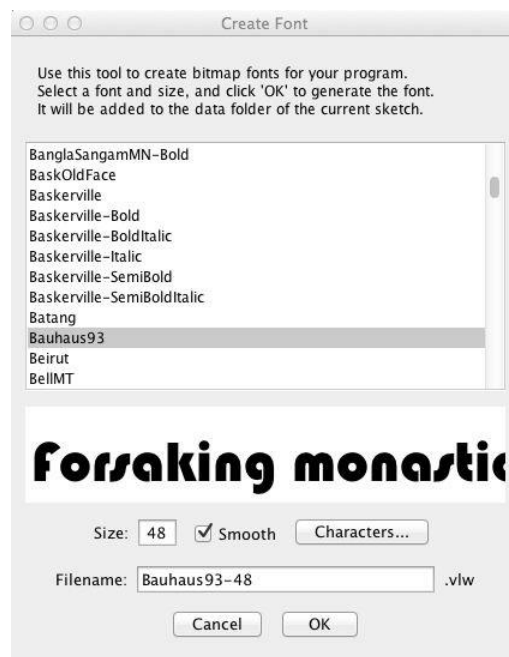 Create Font
Use this tool to create bitmap fonts for your program.
Select a font and size, and click 'OK' to generate the font.
It will be added to the data folder of the current sketch.
BanglaSangamMN-Bold
BaskOldFace
Baskerville
Baskerville-Bold
Baskerville-BoldItalic
Baskerville-Italic
Baskerville-SemiBold
Baskerville-SemiBoldItalic
Batang
Bauhaus93
Beirut
BellMT
Forsaking monastic
Size: 48 Smooth Characters...
Filename: Bauhaus93-48 .vlw
Cancel OK